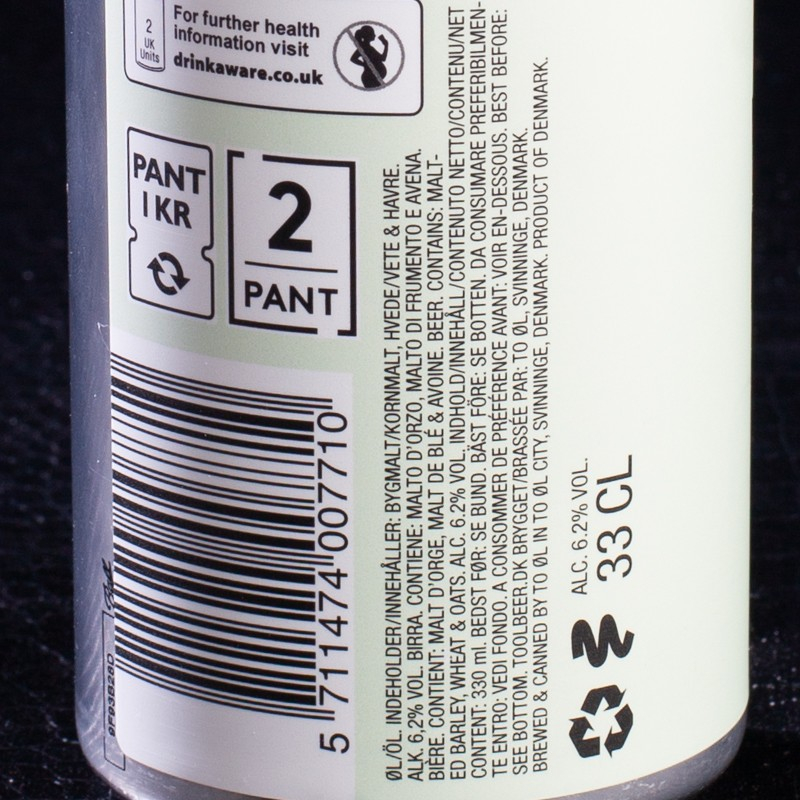 2
UK
Units
For further health
information visit
drinkaware.co.uk
PANT
1 KR
2
PANT
5 711474 007710
9F93B28D
ØL/ÖL. INDEHOLDER/INNEHÅLLER: BYGMALT/KORNMALT, HVEDE/VETE & HAVRE.
ALK. 6,2% VOL. BIRRA. CONTIENE: MALTO D'ORZO, MALTO DI FRUMENTO E AVENA.
BIÈRE. CONTIENT: MALT D'ORGE, MALT DE BLÉ & AVOINE. BEER. CONTAINS: MALT-
ED BARLEY, WHEAT & OATS. ALC. 6.2% VOL. INDHOLD/INNEHÅLL/CONTENUTO NETTO/CONTENU/NET
CONTENT: 330 ml. BEDST FØR: SE BUND. BÄST FÖRE: SE BOTTEN. DA CONSUMARE PREFERIBILMEN-
TE ENTRO: VEDI FONDO. A CONSOMMER DE PRÉFÉRENCE AVANT: VOIR EN-DESSOUS. BEST BEFORE:
SEE BOTTOM. TOOLBEER.DK BRYGGET/BRASSÉE PAR: TO ØL, SVINNINGE, DENMARK.
BREWED & CANNED BY TO ØL IN TO ØL CITY, SVINNINGE, DENMARK. PRODUCT OF DENMARK.
ALC. 6.2% VOL.
33 CL